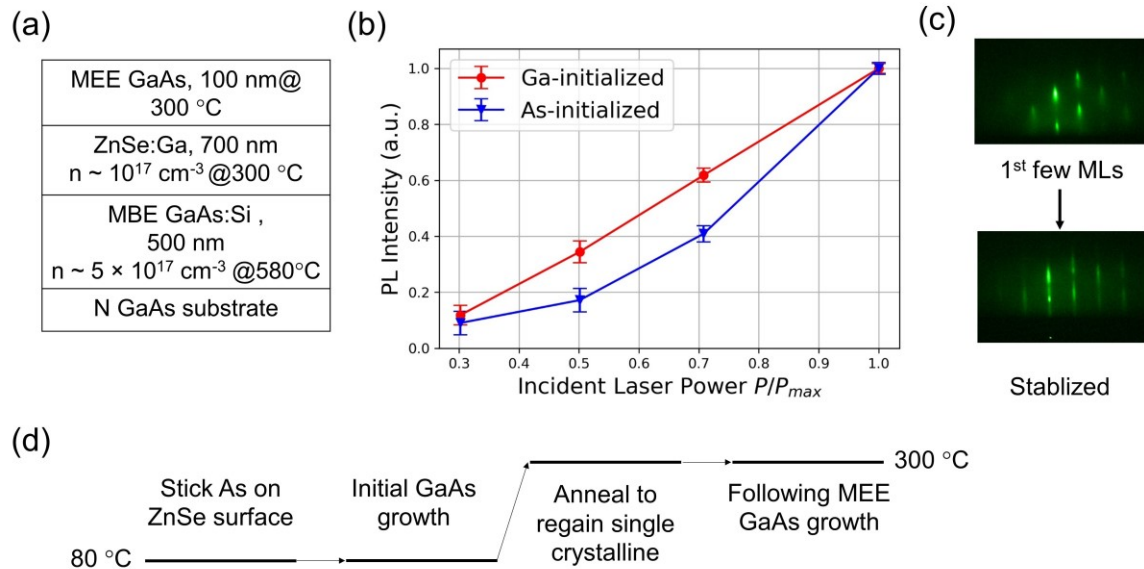 (a)
MEE GaAs, 100 nm@
300 °C
ZnSe:Ga, 700 nm
n ~ 10¹⁷ cm⁻³ @300 °C
MBE GaAs:Si ,
500 nm
n ~ 5 × 10¹⁷ cm⁻³ @580°C
N GaAs substrate
(b)
PL Intensity (a.u.)
1.0
0.8
0.6
0.4
0.2
0.0
Ga-initialized
As-initialized
0.3 0.4 0.5 0.6 0.7 0.8 0.9 1.0
Incident Laser Power P/Pmax
(c)
1st few MLs
Stablized
(d)
80 °C
Stick As on
ZnSe surface
Initial GaAs
growth
Anneal to
regain single
crystalline
Following MEE
GaAs growth
300 °C